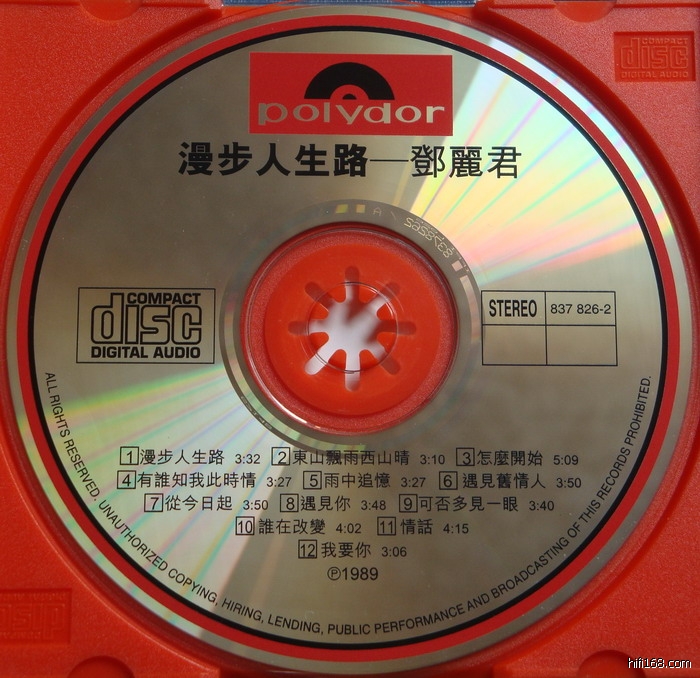 COMPACT
disc
DIGITAL AUDIO
polydor
漫步人生路—鄧麗君
COMPACT
disc
DIGITAL AUDIO
STEREO 837 826-2
1 漫步人生路 3:32 2 東山飄雨西山晴 3:10 3 怎麼開始 5:09
4 有誰知我此時情 3:27 5 雨中追憶 3:27 6 遇見舊情人 3:50
7 從今日起 3:50 8 遇見你 3:48 9 可否多見一眼 3:40
10 誰在改變 4:02 11 情話 4:15
12 我要你 3:06
℗1989
ALL RIGHTS RESERVED. UNAUTHORIZED COPYING, HIRING, LENDING, PUBLIC PERFORMANCE AND BROADCASTING OF THIS RECORDS PROHIBITED.
hifi168.com